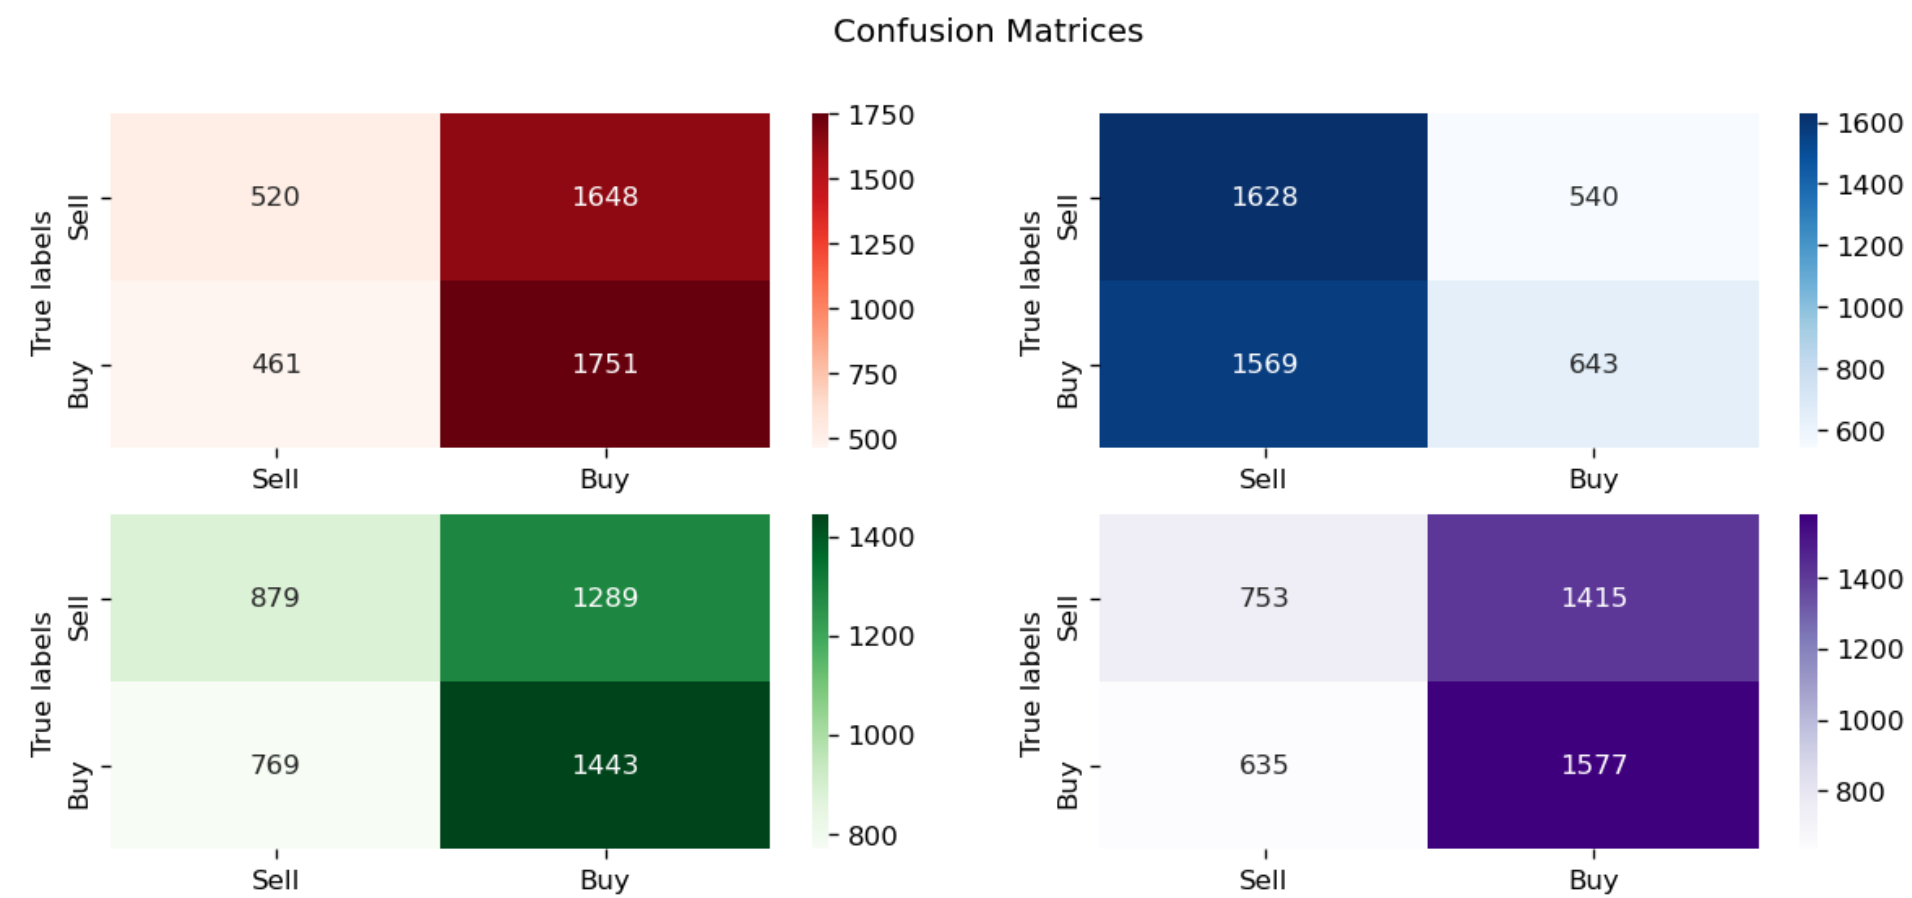 Confusion Matrices
True labels
Sell
Buy
520
1648
461
1751
Sell
Buy
1750
1500
1250
1000
750
500
True labels
Sell
Buy
1628
540
1569
643
Sell
Buy
1600
1400
1200
1000
800
600
True labels
Sell
Buy
879
1289
769
1443
Sell
Buy
1400
1200
1000
800
True labels
Sell
Buy
753
1415
635
1577
Sell
Buy
1400
1200
1000
800